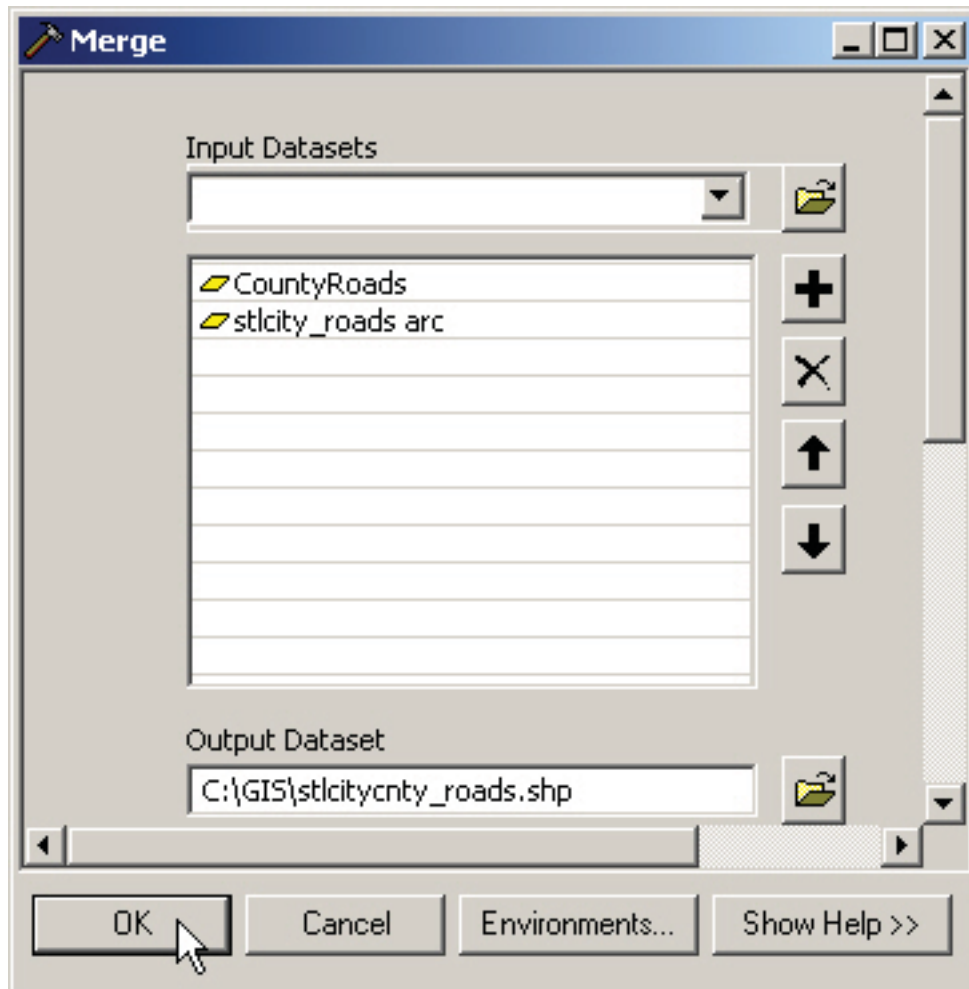 Merge
Input Datasets
CountyRoads
stlcity_roads arc
Output Dataset
C:\GIS\stlcitycnty_roads.shp
OK
Cancel
Environments...
Show Help >>